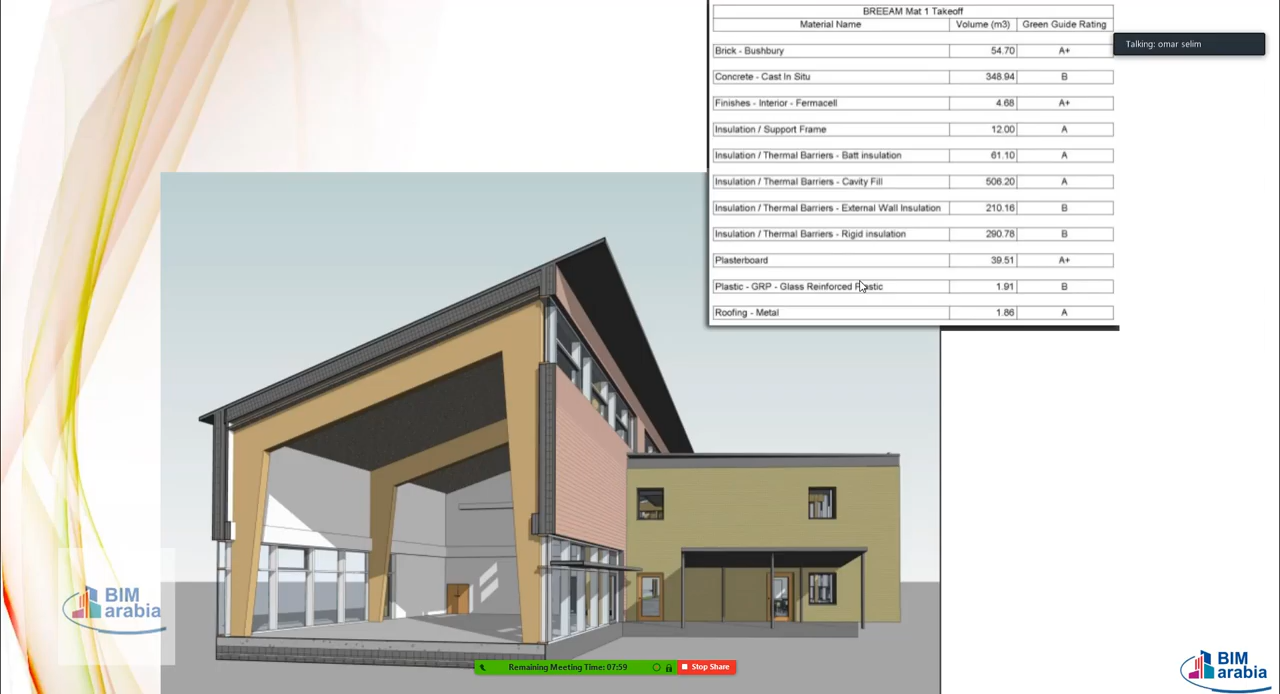 BREEAM Mat 1 Takeoff
Material Name Volume (m3) Green Guide Rating
Brick - Bushbury 54.70 A+
Concrete - Cast In Situ 348.94 B
Finishes - Interior - Fermacell 4.68 A+
Insulation / Support Frame 12.00 A
Insulation / Thermal Barriers - Batt insulation 61.10 A
Insulation / Thermal Barriers - Cavity Fill 506.20 A
Insulation / Thermal Barriers - External Wall Insulation 210.16 B
Insulation / Thermal Barriers - Rigid insulation 290.78 B
Plasterboard 39.51 A+
Plastic - GRP - Glass Reinforced Plastic 1.91 B
Roofing - Metal 1.86 A
Talking: omar selim
BIM
arabia
Remaining Meeting Time: 07:59 Stop Share
BIM
arabia